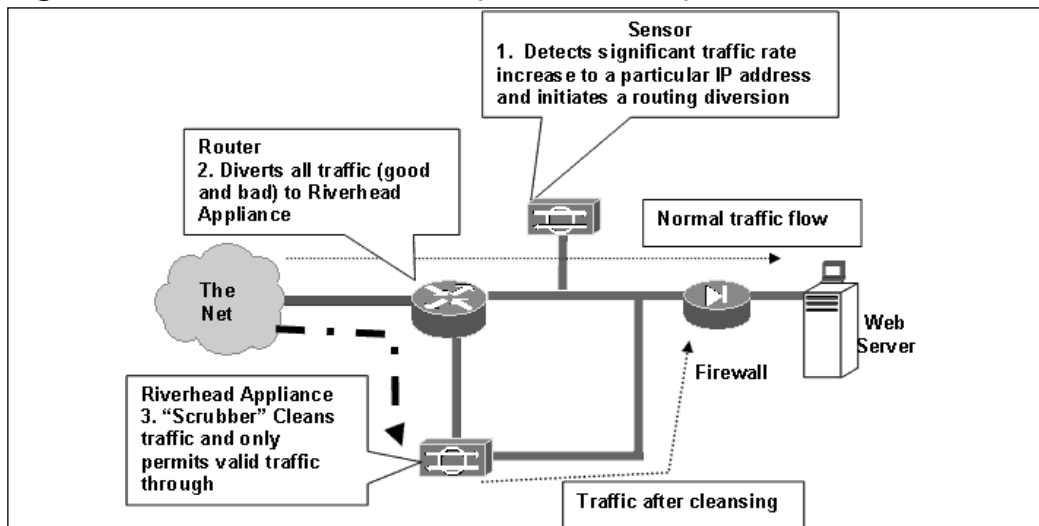 Sensor
1. Detects significant traffic rate
increase to a particular IP address
and initiates a routing diversion
Router
2. Diverts all traffic (good
and bad) to Riverhead
Appliance
Normal traffic flow
The
Net
Web
Server
Firewall
Riverhead Appliance
3. “Scrubber” Cleans
traffic and only
permits valid traffic
through
Traffic after cleansing